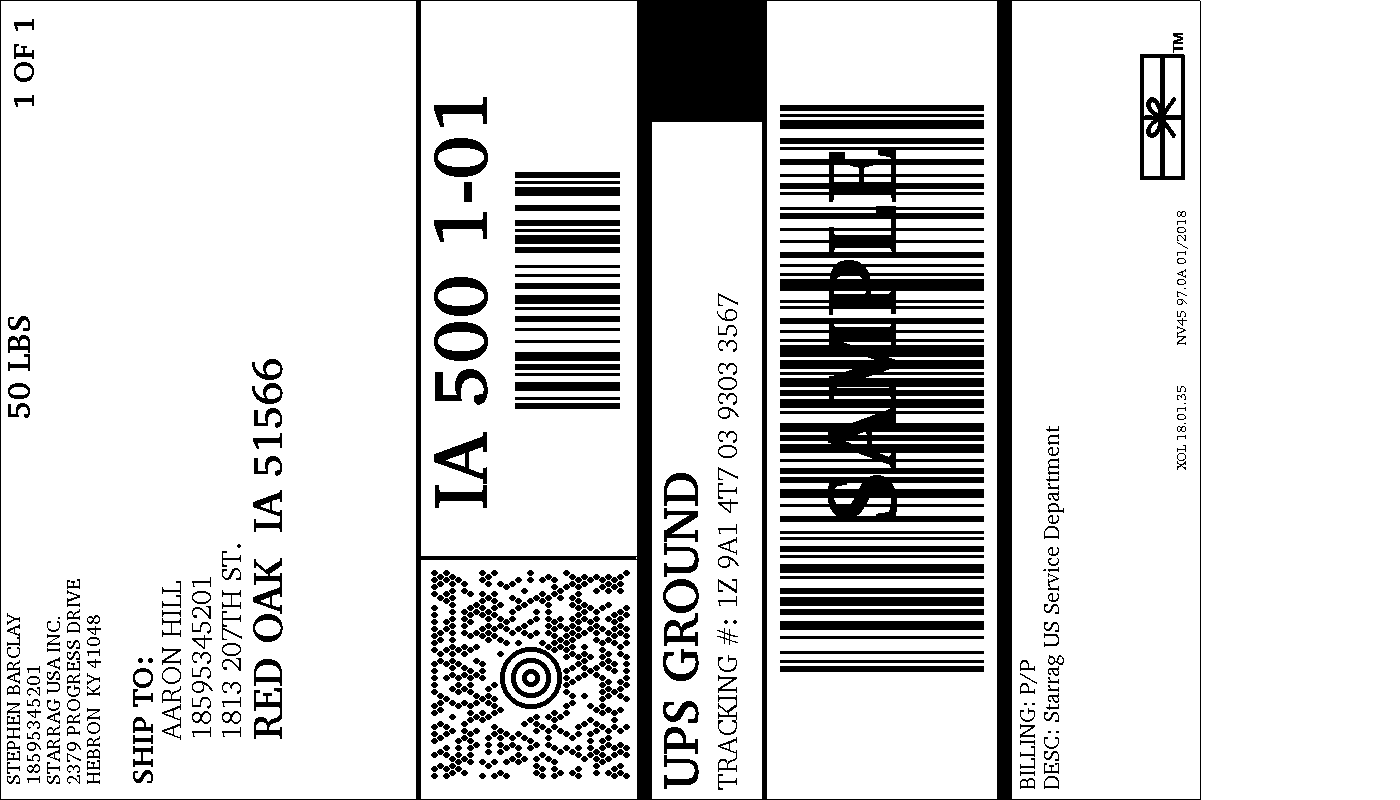 STEPHEN BARCLAY
18595345201
STARRAG USA INC.
2379 PROGRESS DRIVE
HEBRON KY 41048
50 LBS
1 OF 1
SHIP TO:
AARON HILL
18595345201
1813 207TH ST.
RED OAK IA 51566
IA 500 1-01
UPS GROUND
TRACKING #: 1Z 9A1 4T7 03 9303 3567
SAMPLE
BILLING: P/P
DESC: Starrag US Service Department
XOL 18.01.35 NV45 97.0A 01/2018
TM